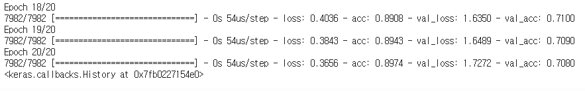 Epoch 18/20
7982/7982 [==============================] - 0s 54us/step - loss: 0.4036 - acc: 0.8908 - val_loss: 1.6350 - val_acc: 0.7100
Epoch 19/20
7982/7982 [==============================] - 0s 54us/step - loss: 0.3843 - acc: 0.8943 - val_loss: 1.6489 - val_acc: 0.7090
Epoch 20/20
7982/7982 [==============================] - 0s 54us/step - loss: 0.3656 - acc: 0.8974 - val_loss: 1.7272 - val_acc: 0.7080
<keras.callbacks.History at 0x7fb0227154e0>